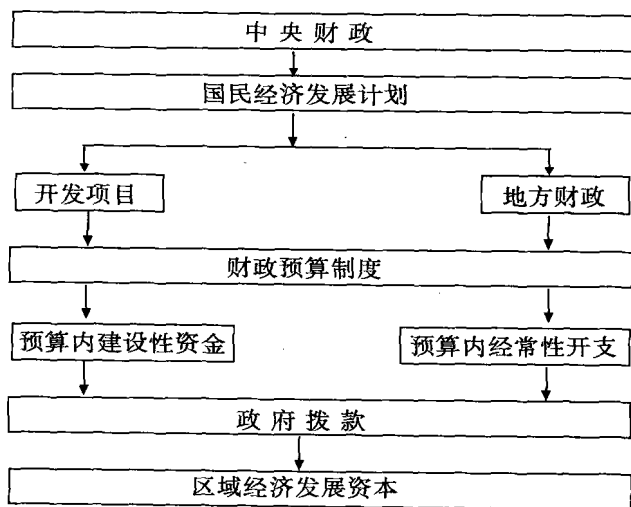 中央财政
国民经济发展计划
开发项目 地方财政
财政预算制度
预算内建设性资金 预算内经常性开支
政府拨款
区域经济发展资本